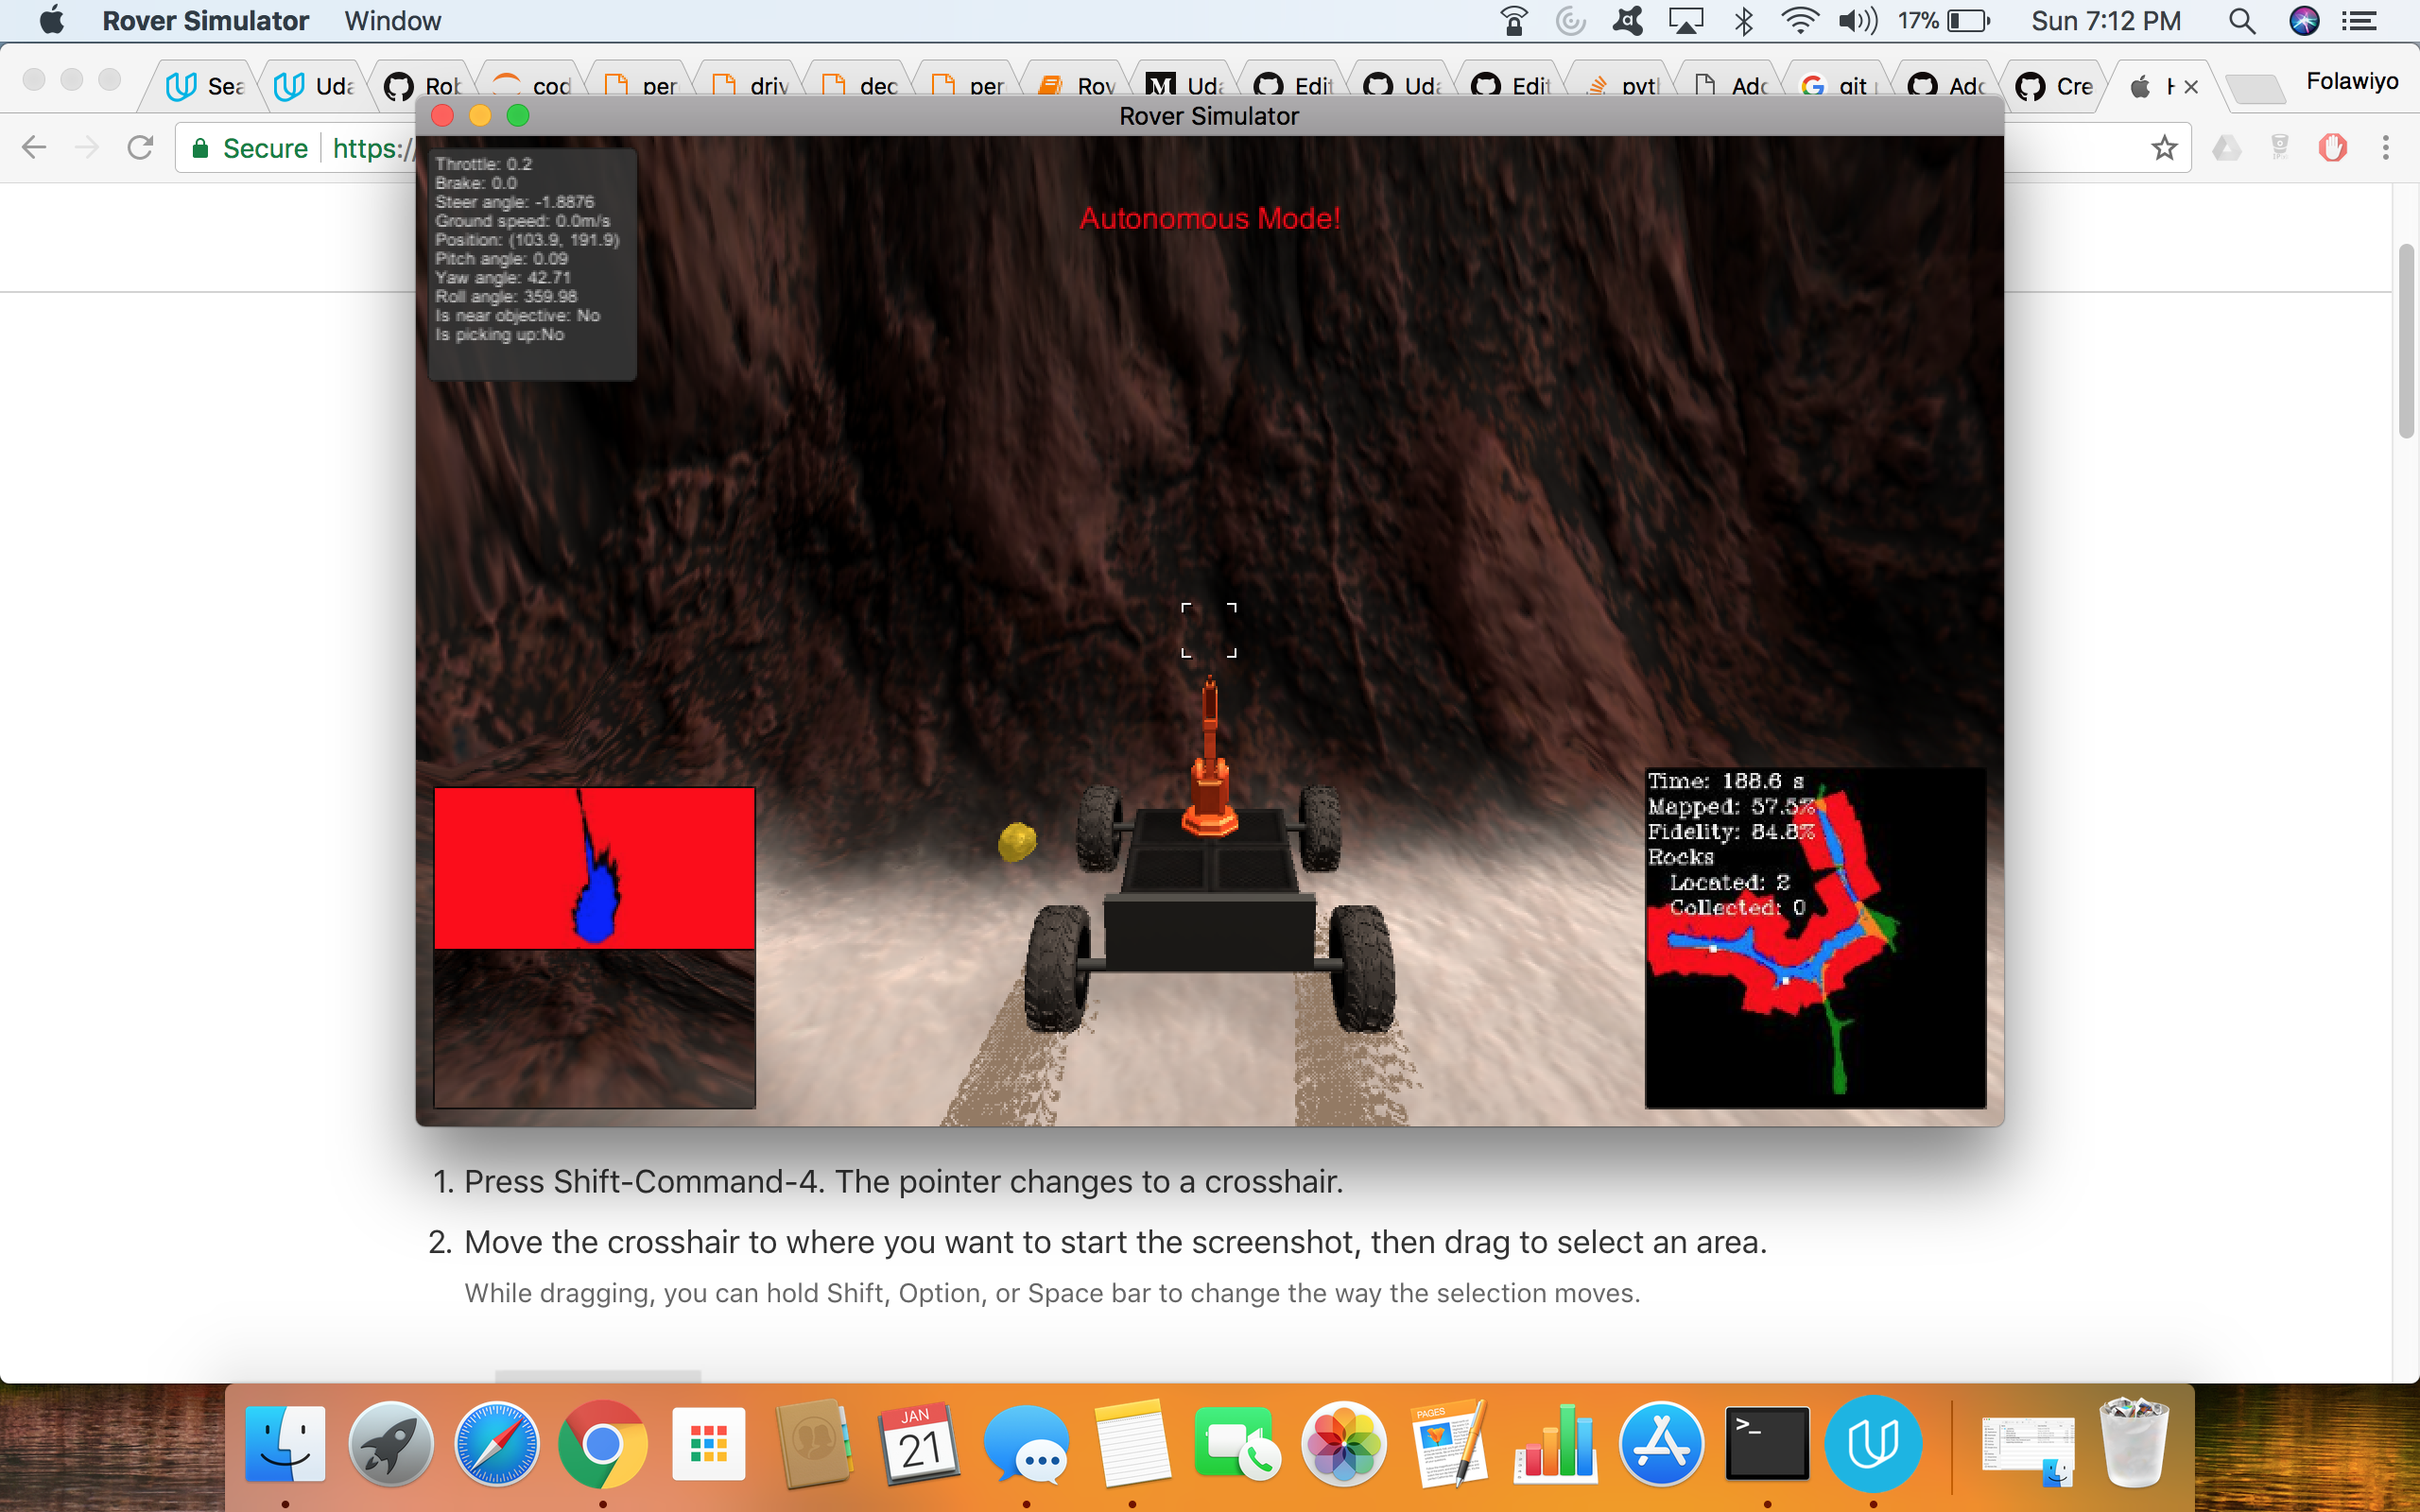 Rover Simulator Window 17% Sun 7:12 PM
Sea Uda Rob cod per driv dec per Rov Uda Edit Uda Edit pytl Adc git Adc Cre H Folawiyo
Secure https:/
Rover Simulator
Throttle: 0.2
Brake: 0.0
Steer angle: -1.8876
Ground speed: 0.0m/s
Position: (103.9, 191.9)
Pitch angle: 0.09
Yaw angle: 42.71
Roll angle: 359.98
Is near objective: No
Is picking up:No
Autonomous Mode!
Time: 188.6 s
Mapped: 57.5%
Fidelity: 84.8%
Rocks
Located: 2
Collected: 0
1. Press Shift-Command-4. The pointer changes to a crosshair.
2. Move the crosshair to where you want to start the screenshot, then drag to select an area.
While dragging, you can hold Shift, Option, or Space bar to change the way the selection moves.
JAN
21
PAGES
>_